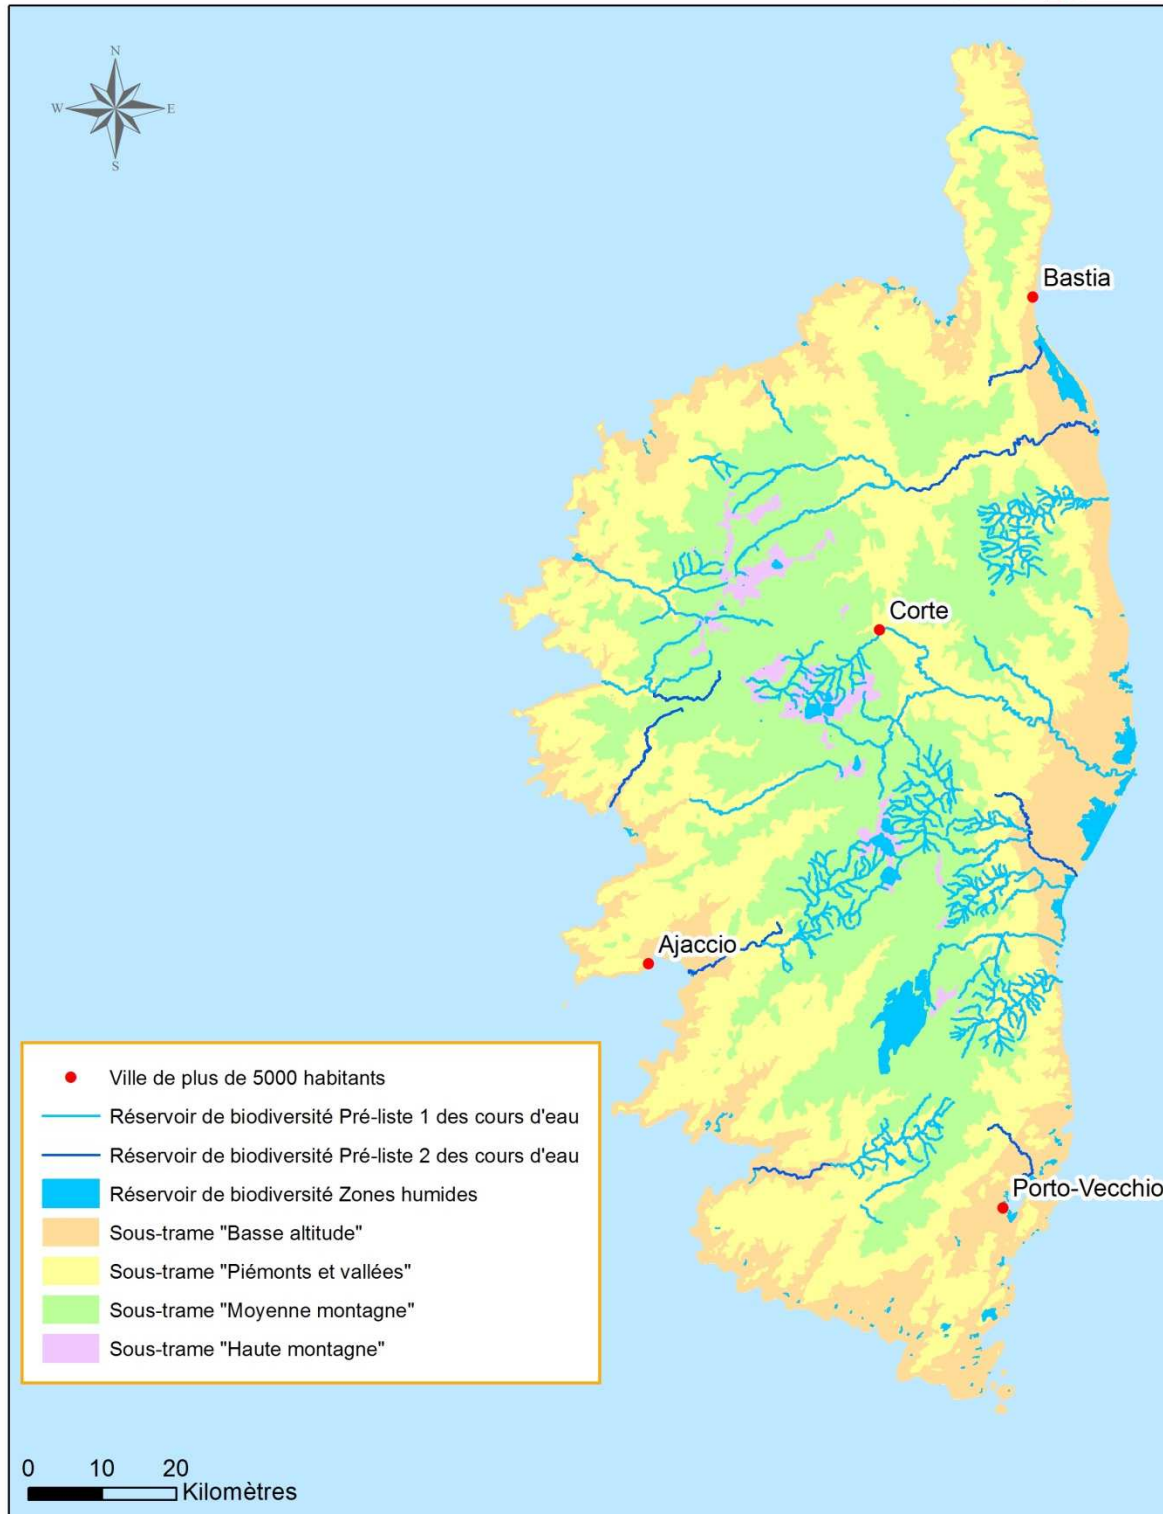 N
W
E
S
Bastia
Corte
Ajaccio
Porto-Vecchio
Ville de plus de 5000 habitants
Réservoir de biodiversité Pré-liste 1 des cours d'eau
Réservoir de biodiversité Pré-liste 2 des cours d'eau
Réservoir de biodiversité Zones humides
Sous-trame "Basse altitude"
Sous-trame "Piémonts et vallées"
Sous-trame "Moyenne montagne"
Sous-trame "Haute montagne"
0 10 20
Kilomètres